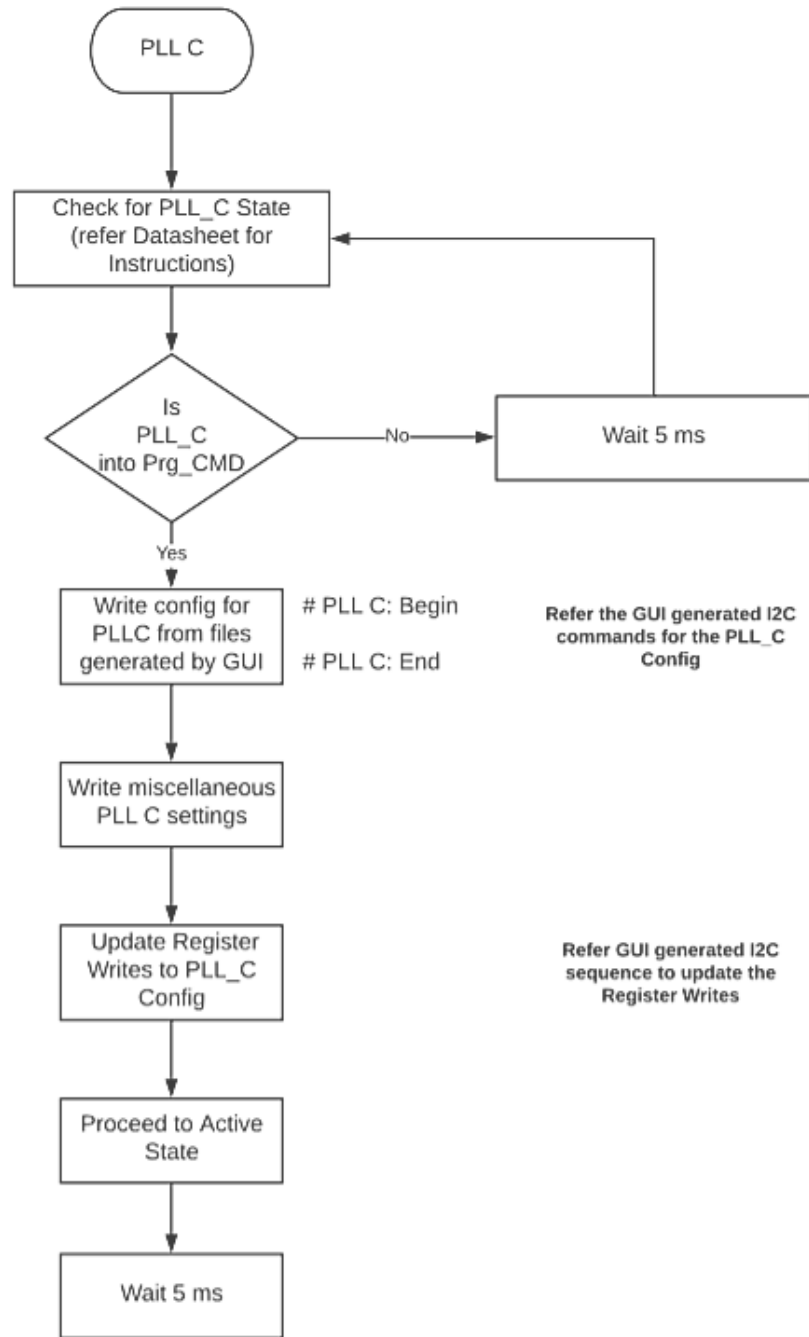 PLL C
Check for PLL_C State
(refer Datasheet for
Instructions)
Is
PLL_C
into Prg_CMD
No
Wait 5 ms
Yes
Write config for
PLLC from files
generated by GUI
# PLL C: Begin
# PLL C: End
Refer the GUI generated I2C
commands for the PLL_C
Config
Write miscellaneous
PLL C settings
Update Register
Writes to PLL_C
Config
Refer GUI generated I2C
sequence to update the
Register Writes
Proceed to Active
State
Wait 5 ms